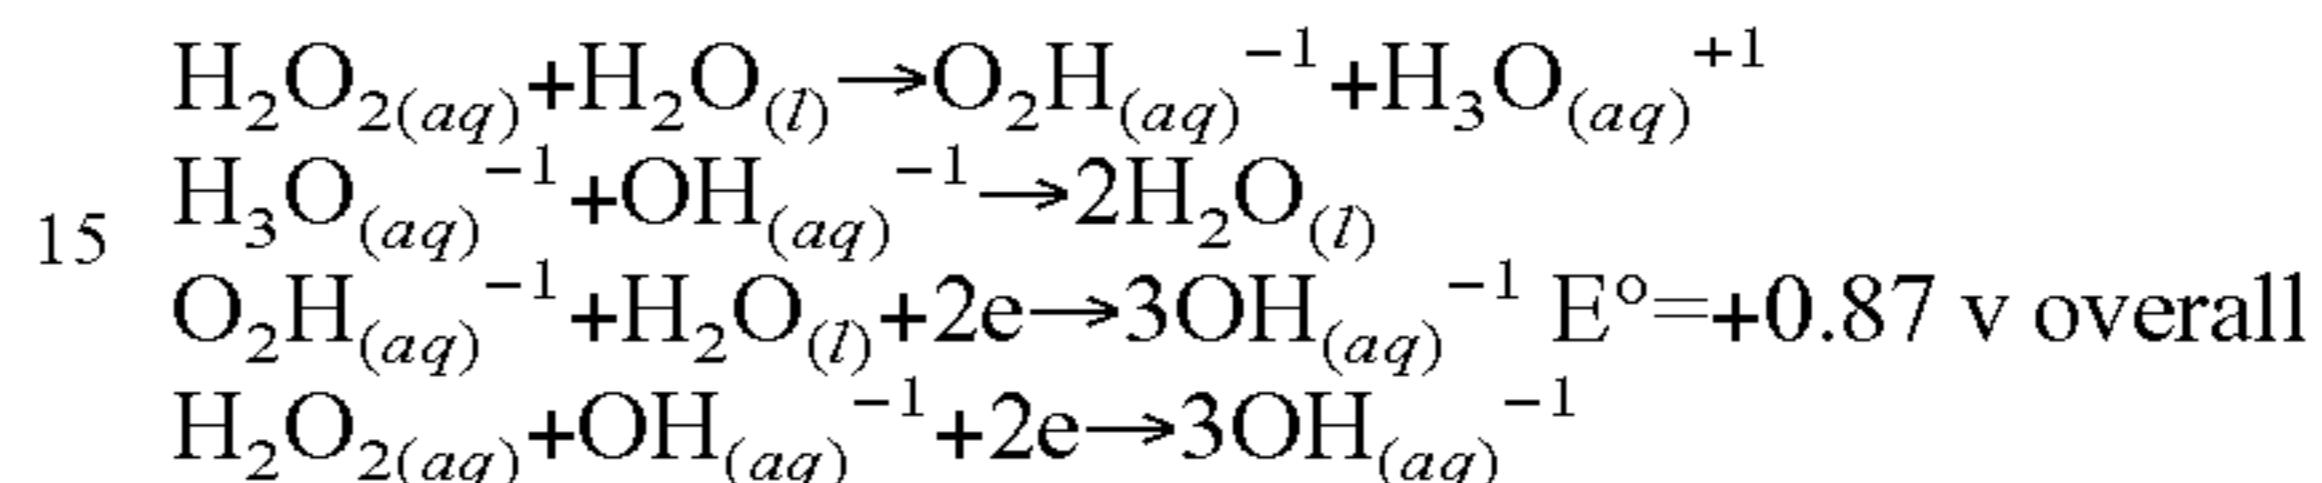 H₂O₂₍aq₎+H₂O₍l₎→O₂H₍aq₎⁻¹+H₃O₍aq₎⁺¹
15 H₃O₍aq₎⁻¹+OH₍aq₎⁻¹→2H₂O₍l₎
O₂H₍aq₎⁻¹+H₂O₍l₎+2e→3OH₍aq₎⁻¹ E°=+0.87 v overall
H₂O₂₍aq₎+OH₍aq₎⁻¹+2e→3OH₍aq₎⁻¹